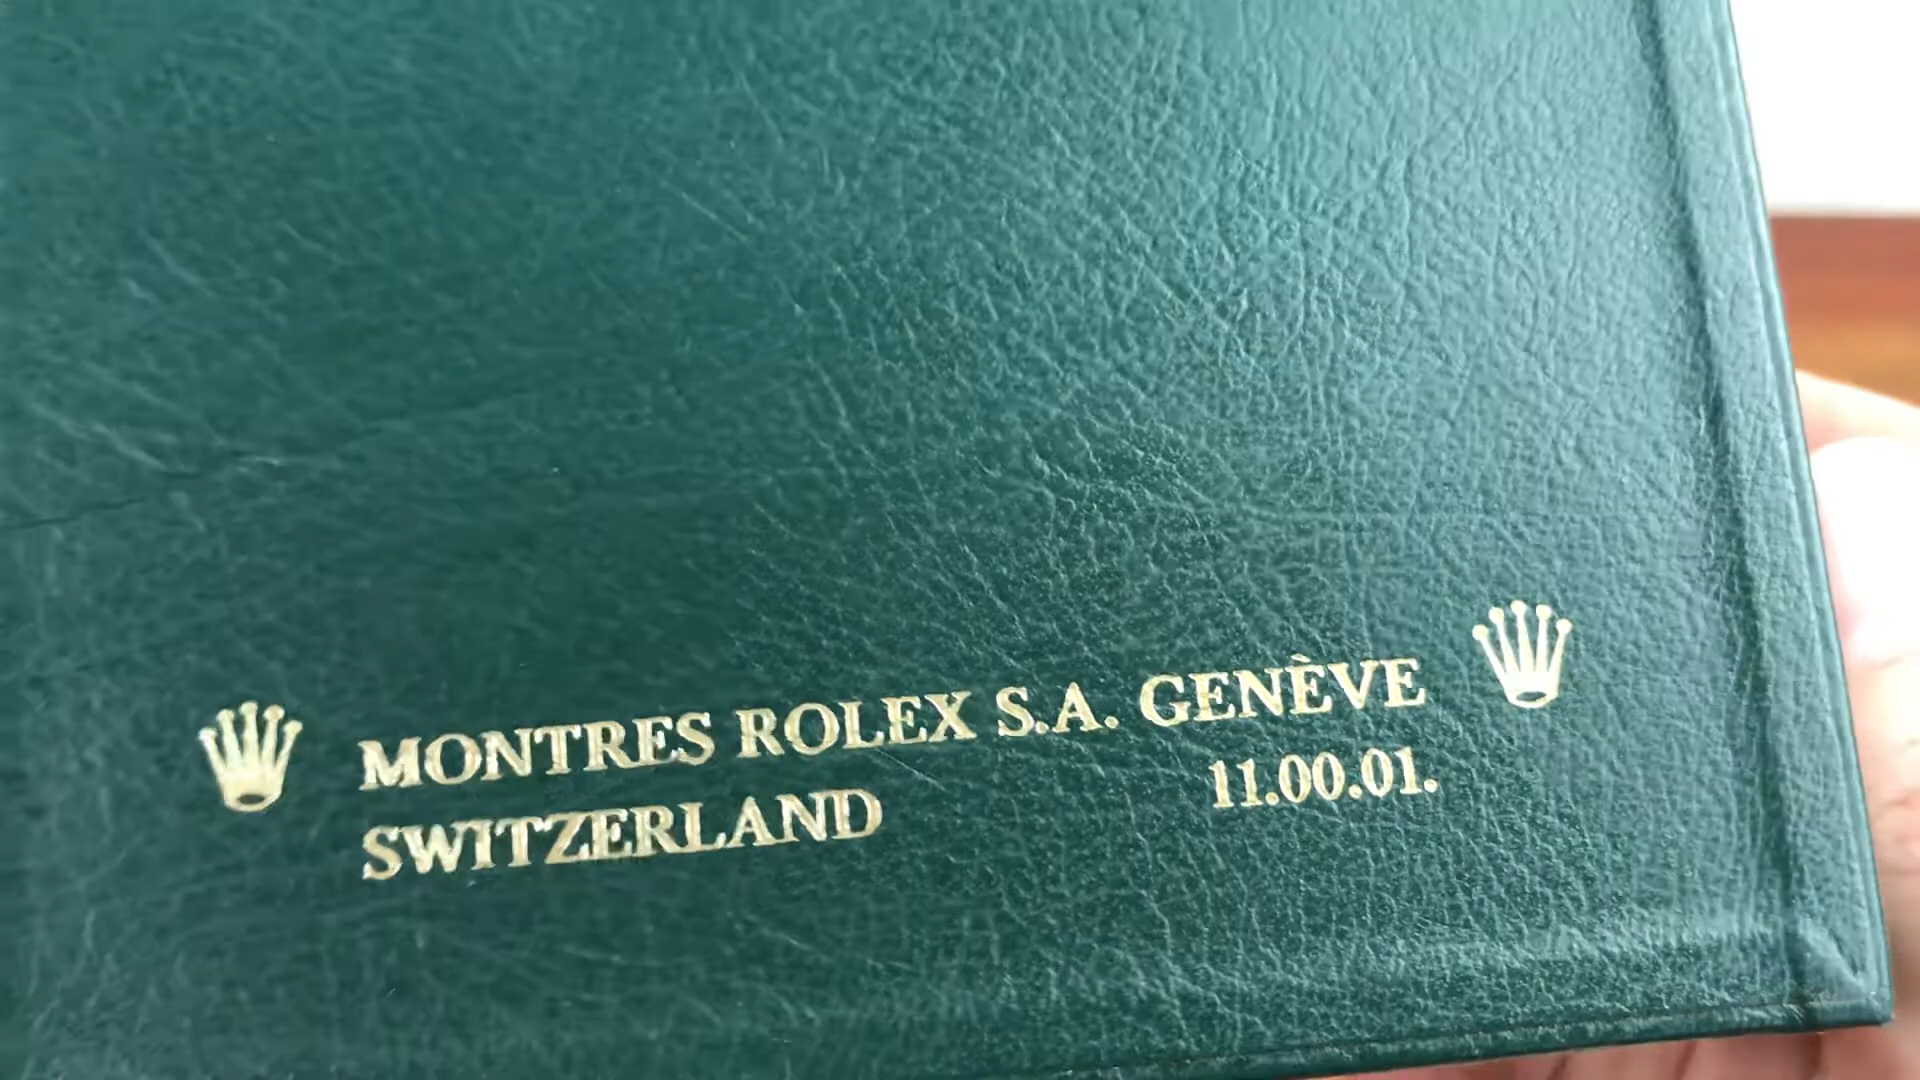 MONTRES ROLEX S.A. GENÈVE
SWITZERLAND 11.00.01.